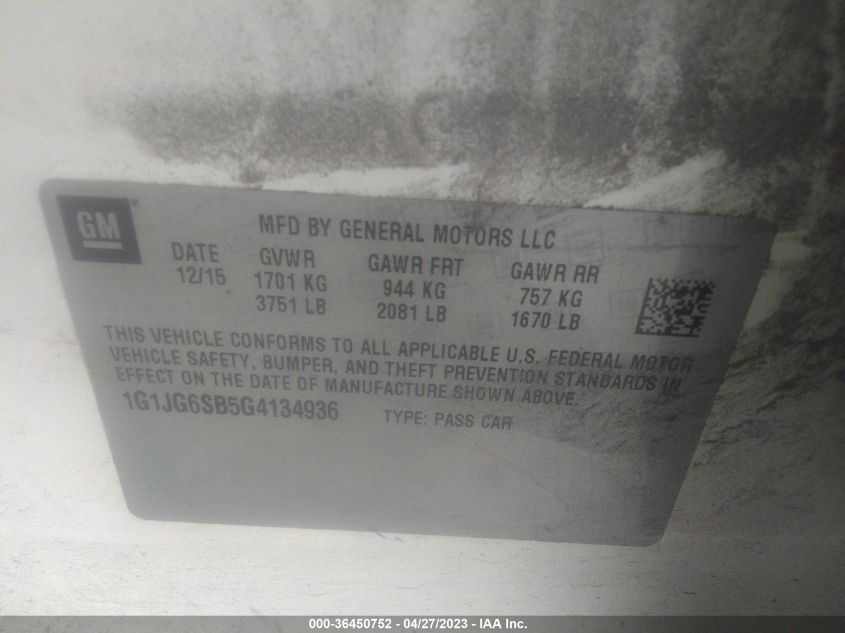 GM
MFD BY GENERAL MOTORS LLC
DATE GVWR GAWR FRT GAWR RR
12/15 1701 KG 944 KG 757 KG
3751 LB 2081 LB 1670 LB
THIS VEHICLE CONFORMS TO ALL APPLICABLE U.S. FEDERAL MOTOR
VEHICLE SAFETY, BUMPER, AND THEFT PREVENTION STANDARDS IN
EFFECT ON THE DATE OF MANUFACTURE SHOWN ABOVE.
1G1JG6SB5G4134936 TYPE: PASS CAR
000-36450752 - 04/27/2023 - IAA Inc.